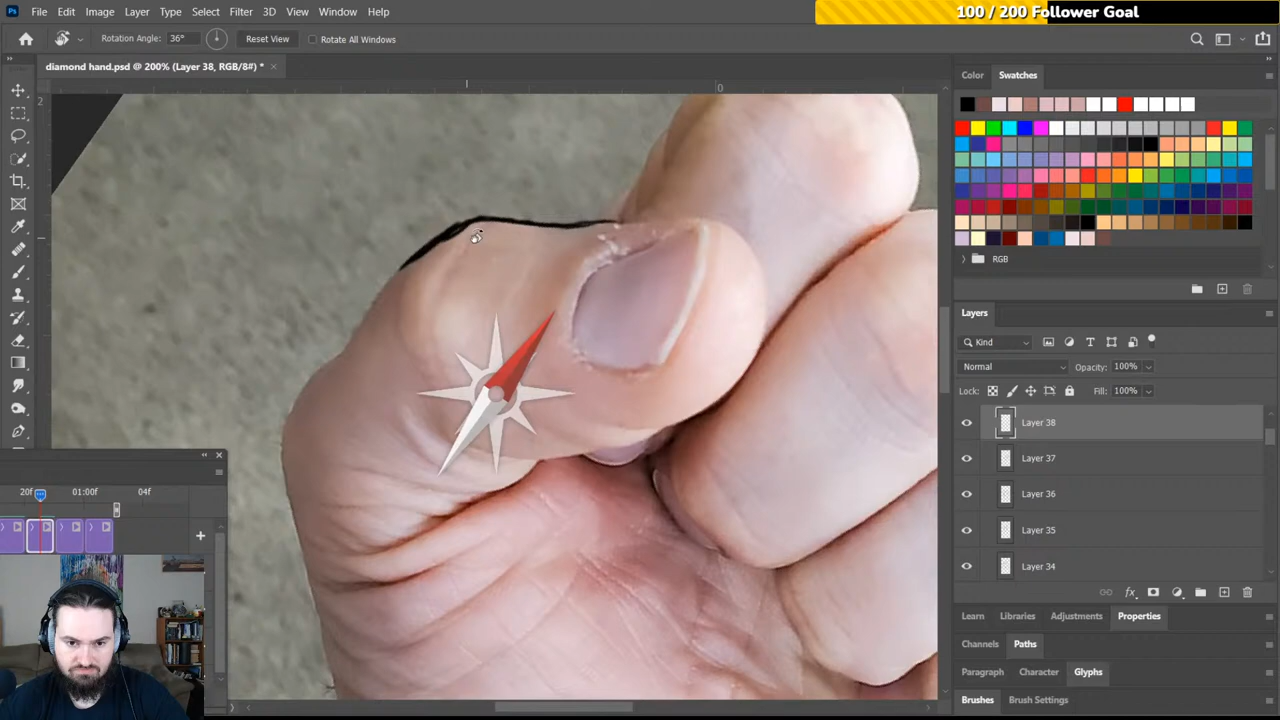 File Edit Image Layer Type Select Filter 3D View Window Help
100 / 200 Follower Goal
Rotation Angle: 36° Reset View Rotate All Windows
diamond hand.psd @ 200% (Layer 38, RGB/8#) * ×
Color Swatches
2 0
RGB
Layers
Kind
Normal Opacity: 100%
Lock: Fill: 100%
Layer 38
Layer 37
Layer 36
Layer 35
Layer 34
20f 01:00f 04f
Learn Libraries Adjustments Properties
Channels Paths
Paragraph Character Glyphs
Brushes Brush Settings